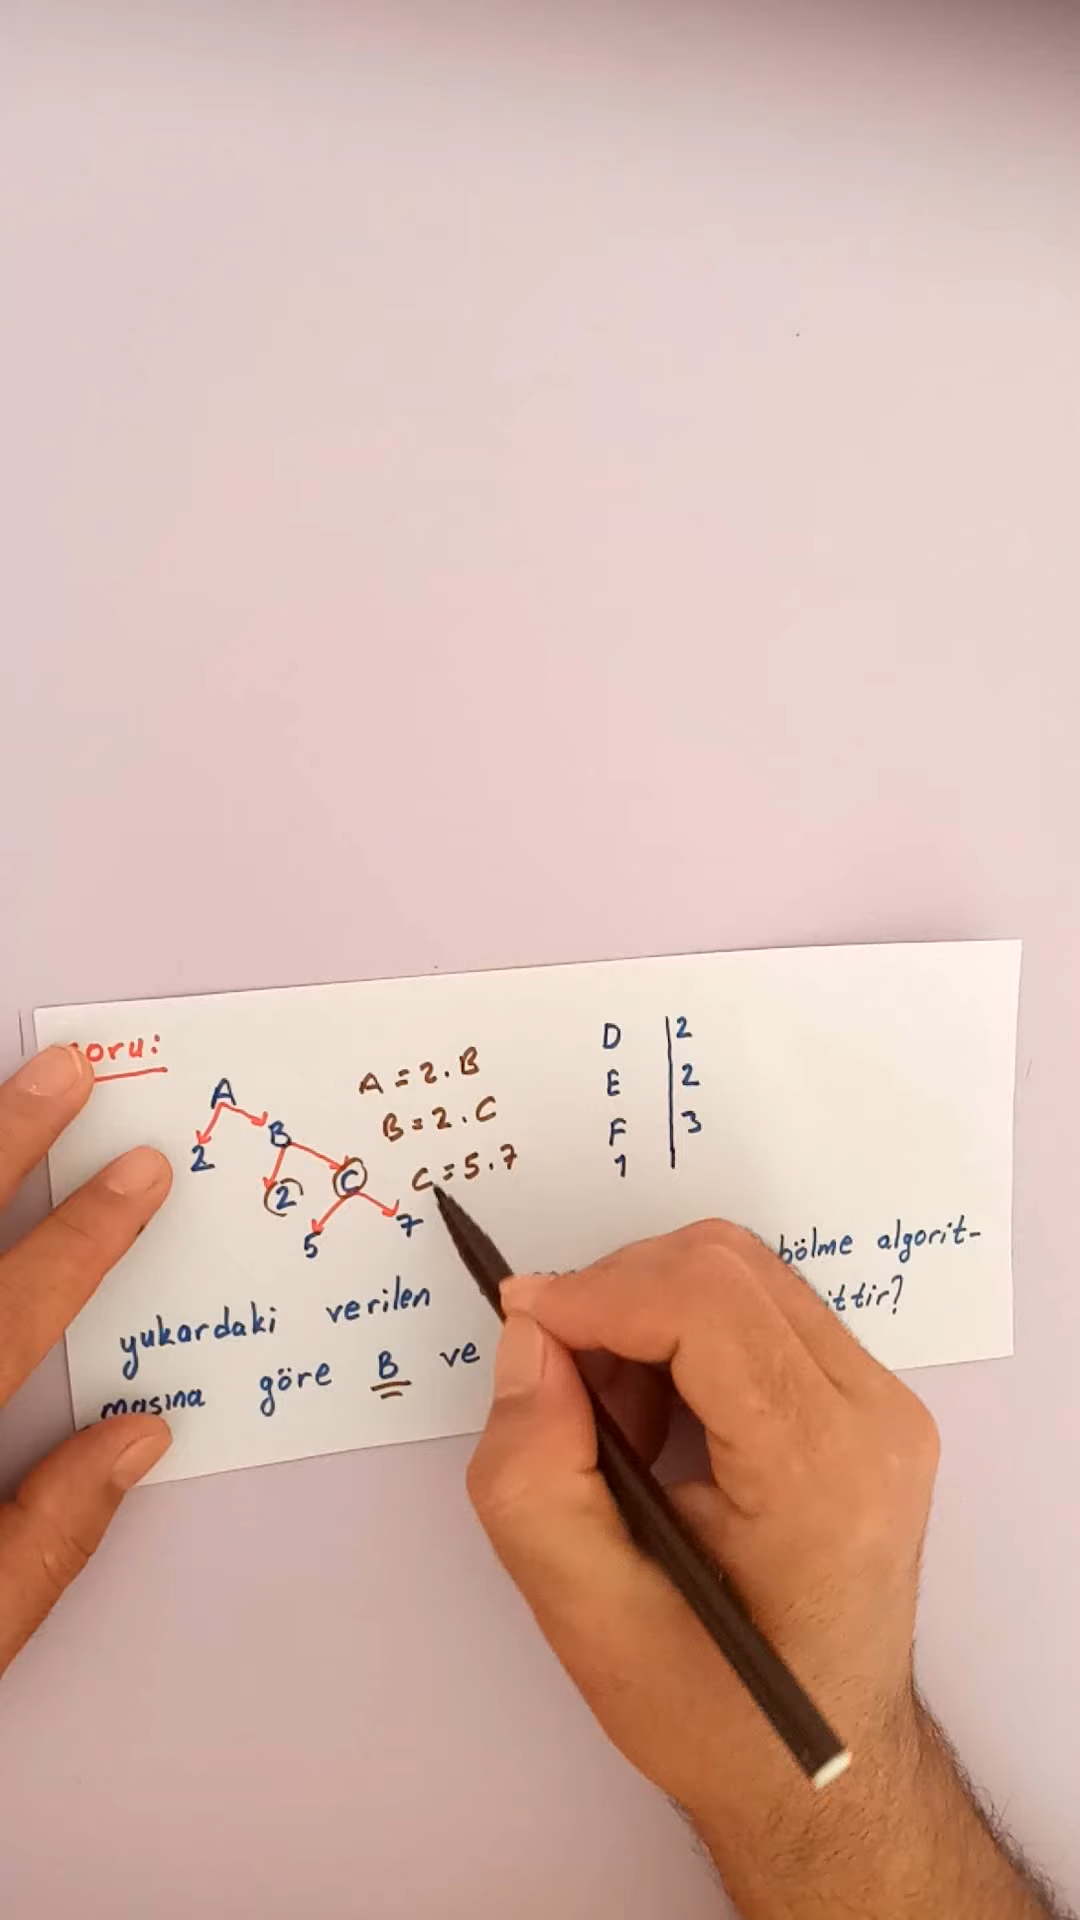 oru:
A
2 B
2 C
5 7
A = 2.B
B = 2.C
C = 5.7
D | 2
E | 2
F | 3
1
yukardaki verilen bölme algorit-
masına göre B ve ittir?